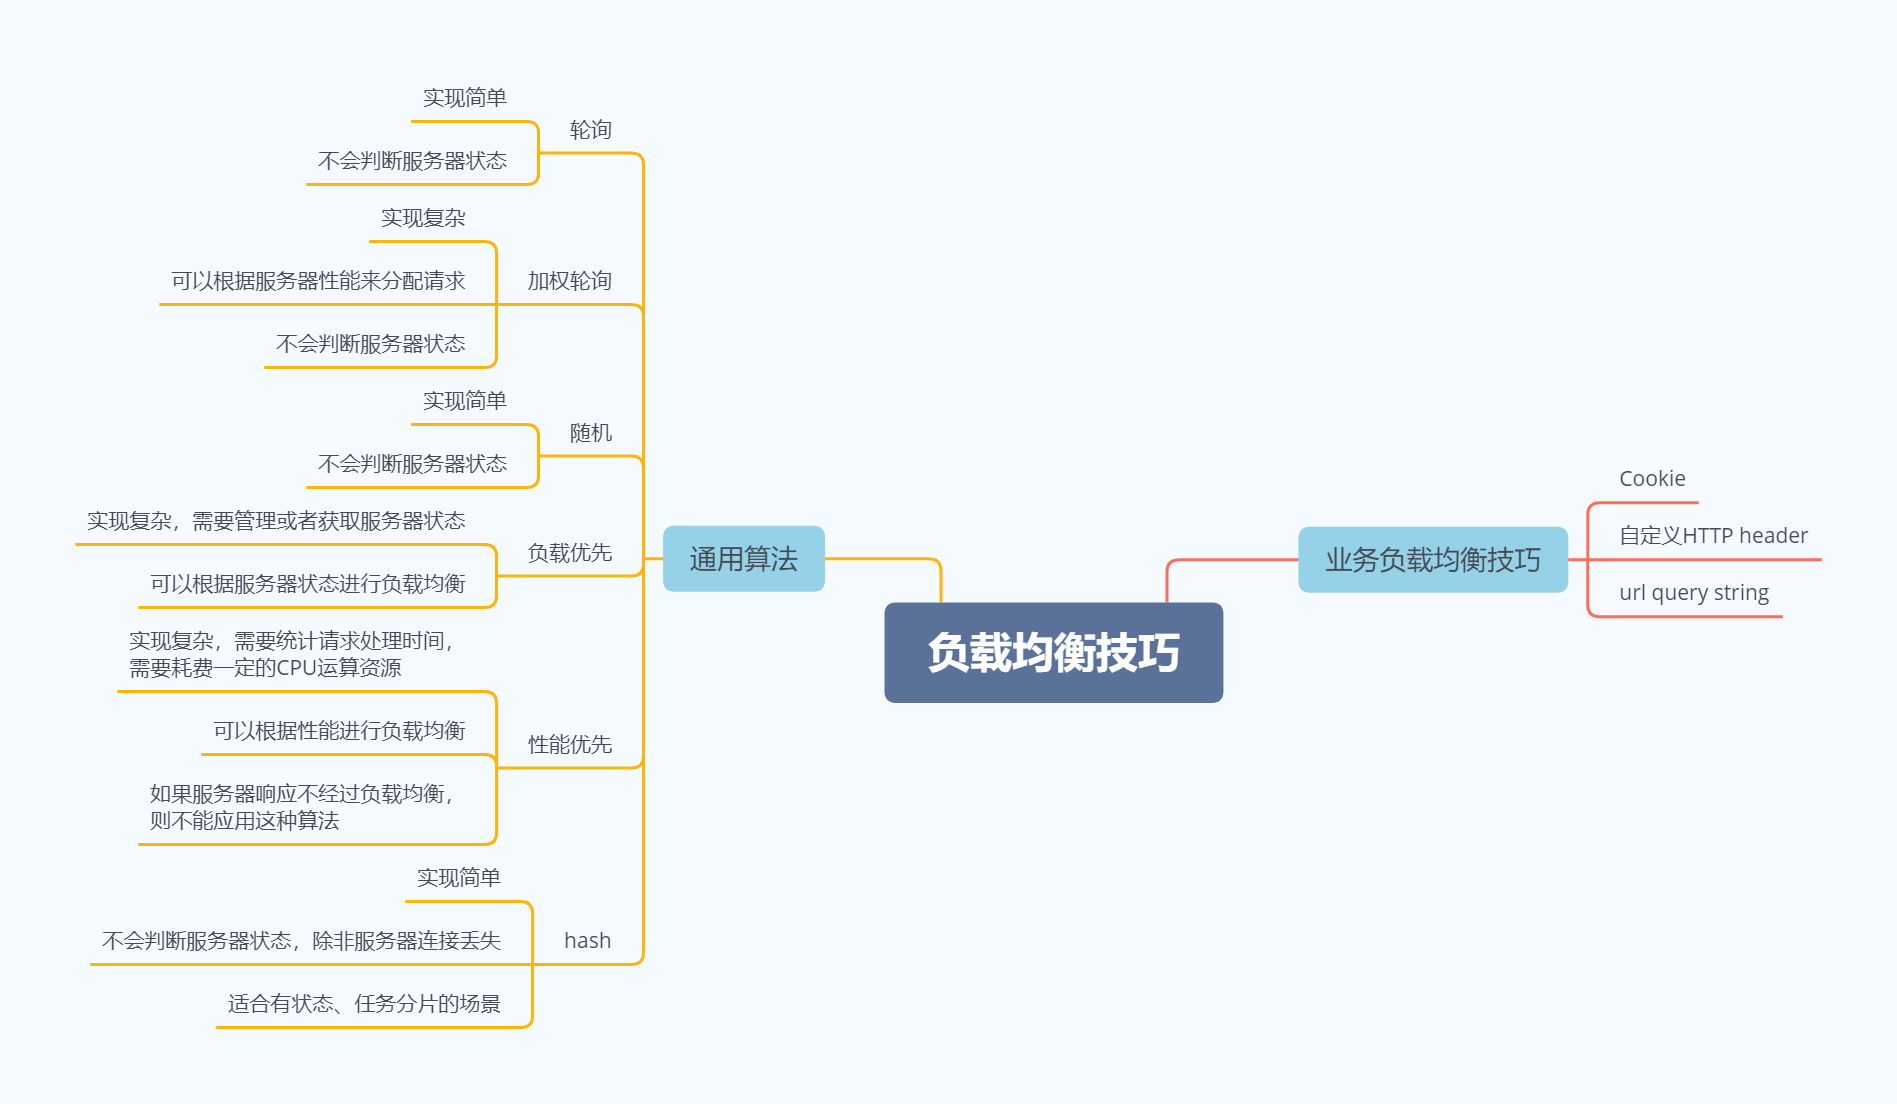 负载均衡技巧
通用算法
轮询
实现简单
不会判断服务器状态
加权轮询
实现复杂
可以根据服务器性能来分配请求
不会判断服务器状态
随机
实现简单
不会判断服务器状态
负载优先
实现复杂，需要管理或者获取服务器状态
可以根据服务器状态进行负载均衡
性能优先
实现复杂，需要统计请求处理时间，
需要耗费一定的CPU运算资源
可以根据性能进行负载均衡
如果服务器响应不经过负载均衡，
则不能应用这种算法
hash
实现简单
不会判断服务器状态，除非服务器连接丢失
适合有状态、任务分片的场景
业务负载均衡技巧
Cookie
自定义HTTP header
url query string